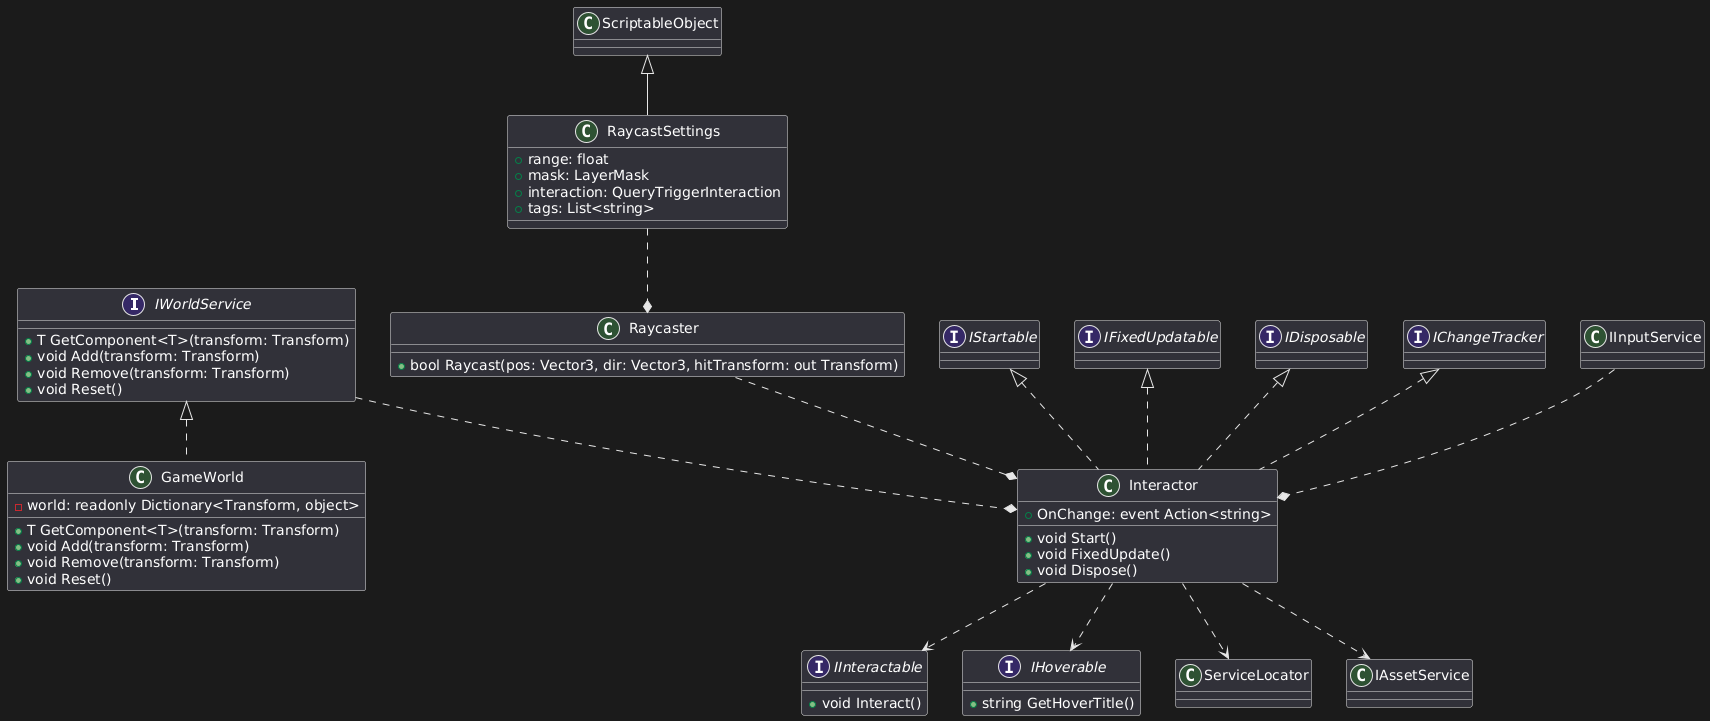 C ScriptableObject
C RaycastSettings
range: float
mask: LayerMask
interaction: QueryTriggerInteraction
tags: List<string>
I IWorldService
T GetComponent<T>(transform: Transform)
void Add(transform: Transform)
void Remove(transform: Transform)
void Reset()
C Raycaster
bool Raycast(pos: Vector3, dir: Vector3, hitTransform: out Transform)
I IStartable
I IFixedUpdatable
I IDisposable
I IChangeTracker
C IInputService
C GameWorld
world: readonly Dictionary<Transform, object>
T GetComponent<T>(transform: Transform)
void Add(transform: Transform)
void Remove(transform: Transform)
void Reset()
C Interactor
OnChange: event Action<string>
void Start()
void FixedUpdate()
void Dispose()
I IInteractable
void Interact()
I IHoverable
string GetHoverTitle()
C ServiceLocator
C IAssetService